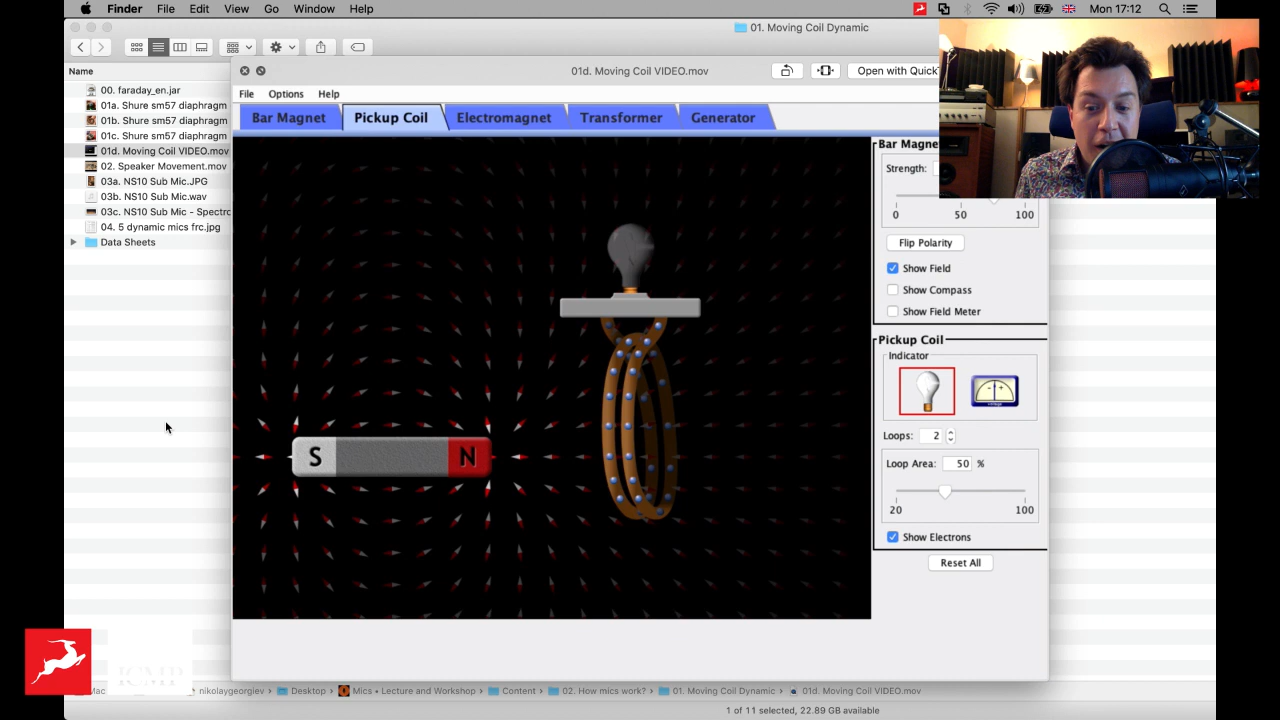 Finder File Edit View Go Window Help Mon 17:12
01. Moving Coil Dynamic
Name
00. faraday_en.jar
01a. Shure sm57 diaphragm
01b. Shure sm57 diaphragm
01c. Shure sm57 diaphragm
01d. Moving Coil VIDEO.mov
02. Speaker Movement.mov
03a. NS10 Sub Mic.JPG
03b. NS10 Sub Mic.wav
03c. NS10 Sub Mic - Spectro
04. 5 dynamic mics frc.jpg
Data Sheets
01d. Moving Coil VIDEO.mov
Open with Quick
File Options Help
Bar Magnet Pickup Coil Electromagnet Transformer Generator
S
N
Bar Magne
Strength:
0 50 100
Flip Polarity
Show Field
Show Compass
Show Field Meter
Pickup Coil
Indicator
voltage
Loops: 2
Loop Area: 50 %
20 100
Show Electrons
Reset All
ICMP
Mac nikolaygeorgiev › Desktop › Mics • Lecture and Workshop › Content › 02. How mics work? › 01. Moving Coil Dynamic › 01d. Moving Coil VIDEO.mov
1 of 11 selected, 22.89 GB available